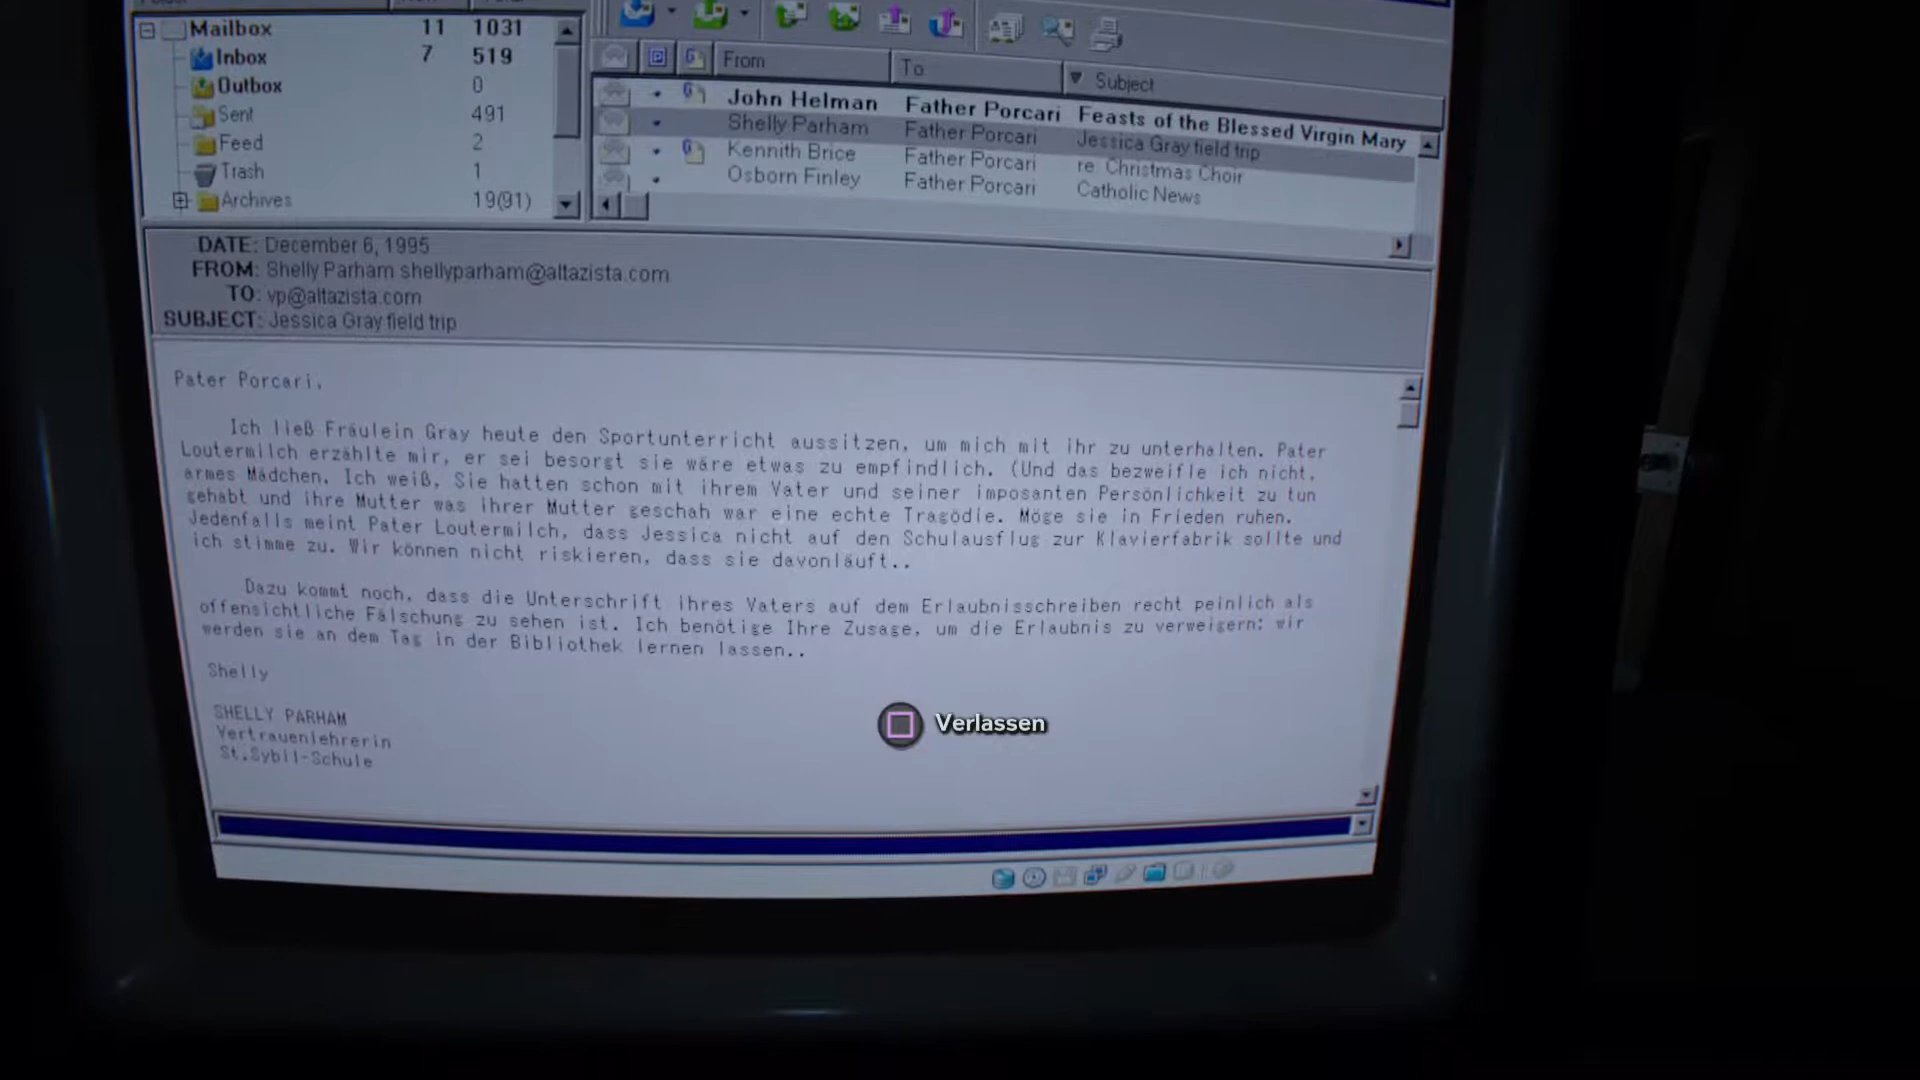 Mailbox 11 1031
Inbox 7 519
Outbox 0
Sent 491
Feed 2
Trash 1
Archives 19(91)
From To Subject
John Helman Father Porcari Feasts of the Blessed Virgin Mary
Shelly Parham Father Porcari Jessica Gray field trip
Kennith Brice Father Porcari re: Christmas Choir
Osborn Finley Father Porcari Catholic News
DATE: December 6, 1995
FROM: Shelly Parham shellyparham@altazista.com
TO: vp@altazista.com
SUBJECT: Jessica Gray field trip
Pater Porcari,
Ich ließ Fräulein Gray heute den Sportunterricht aussitzen, um mich mit ihr zu unterhalten. Pater
Loutermilch erzählte mir, er sei besorgt sie wäre etwas zu empfindlich. (Und das bezweifle ich nicht,
armes Mädchen. Ich weiß, Sie hatten schon mit ihrem Vater und seiner imposanten Persönlichkeit zu tun
gehabt und ihre Mutter was ihrer Mutter geschah war eine echte Tragödie. Möge sie in Frieden ruhen.
Jedenfalls meint Pater Loutermilch, dass Jessica nicht auf den Schulausflug zur Klavierfabrik sollte und
ich stimme zu. Wir können nicht riskieren, dass sie davonläuft..
Dazu kommt noch, dass die Unterschrift ihres Vaters auf dem Erlaubnisschreiben recht peinlich als
offensichtliche Fälschung zu sehen ist. Ich benötige Ihre Zusage, um die Erlaubnis zu verweigern; wir
werden sie an dem Tag in der Bibliothek lernen lassen..
Shelly
SHELLY PARHAM
Vertrauenlehrerin
St.Sybil-Schule
Verlassen